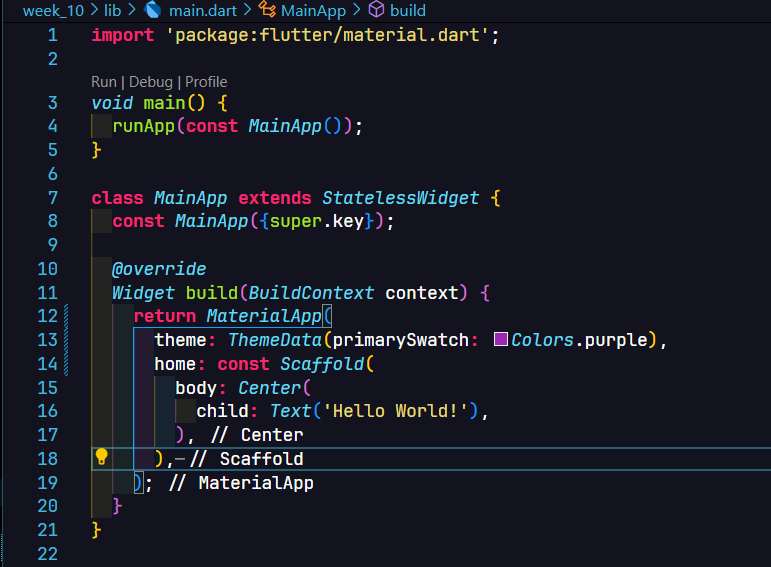 week_10 > lib > main.dart > MainApp > build
1 import 'package:flutter/material.dart';
2
Run | Debug | Profile
3 void main() {
4   runApp(const MainApp());
5 }
6
7 class MainApp extends StatelessWidget {
8   const MainApp({super.key});
9
10   @override
11   Widget build(BuildContext context) {
12     return MaterialApp(
13       theme: ThemeData(primarySwatch: Colors.purple),
14       home: const Scaffold(
15         body: Center(
16           child: Text('Hello World!'),
17         ), // Center
18       ), // Scaffold
19     ); // MaterialApp
20   }
21 }
22